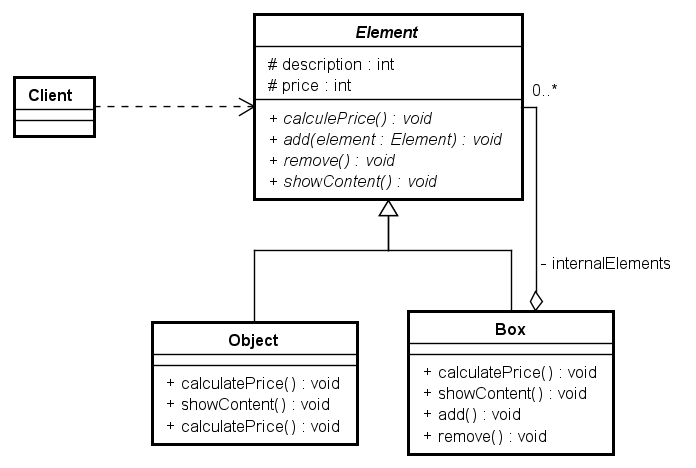 Element
# description : int
# price : int
Client
0..*
+ calculePrice() : void
+ add(element : Element) : void
+ remove() : void
+ showContent() : void
- internalElements
Object
+ calculatePrice() : void
+ showContent() : void
+ calculatePrice() : void
Box
+ calculatePrice() : void
+ showContent() : void
+ add() : void
+ remove() : void